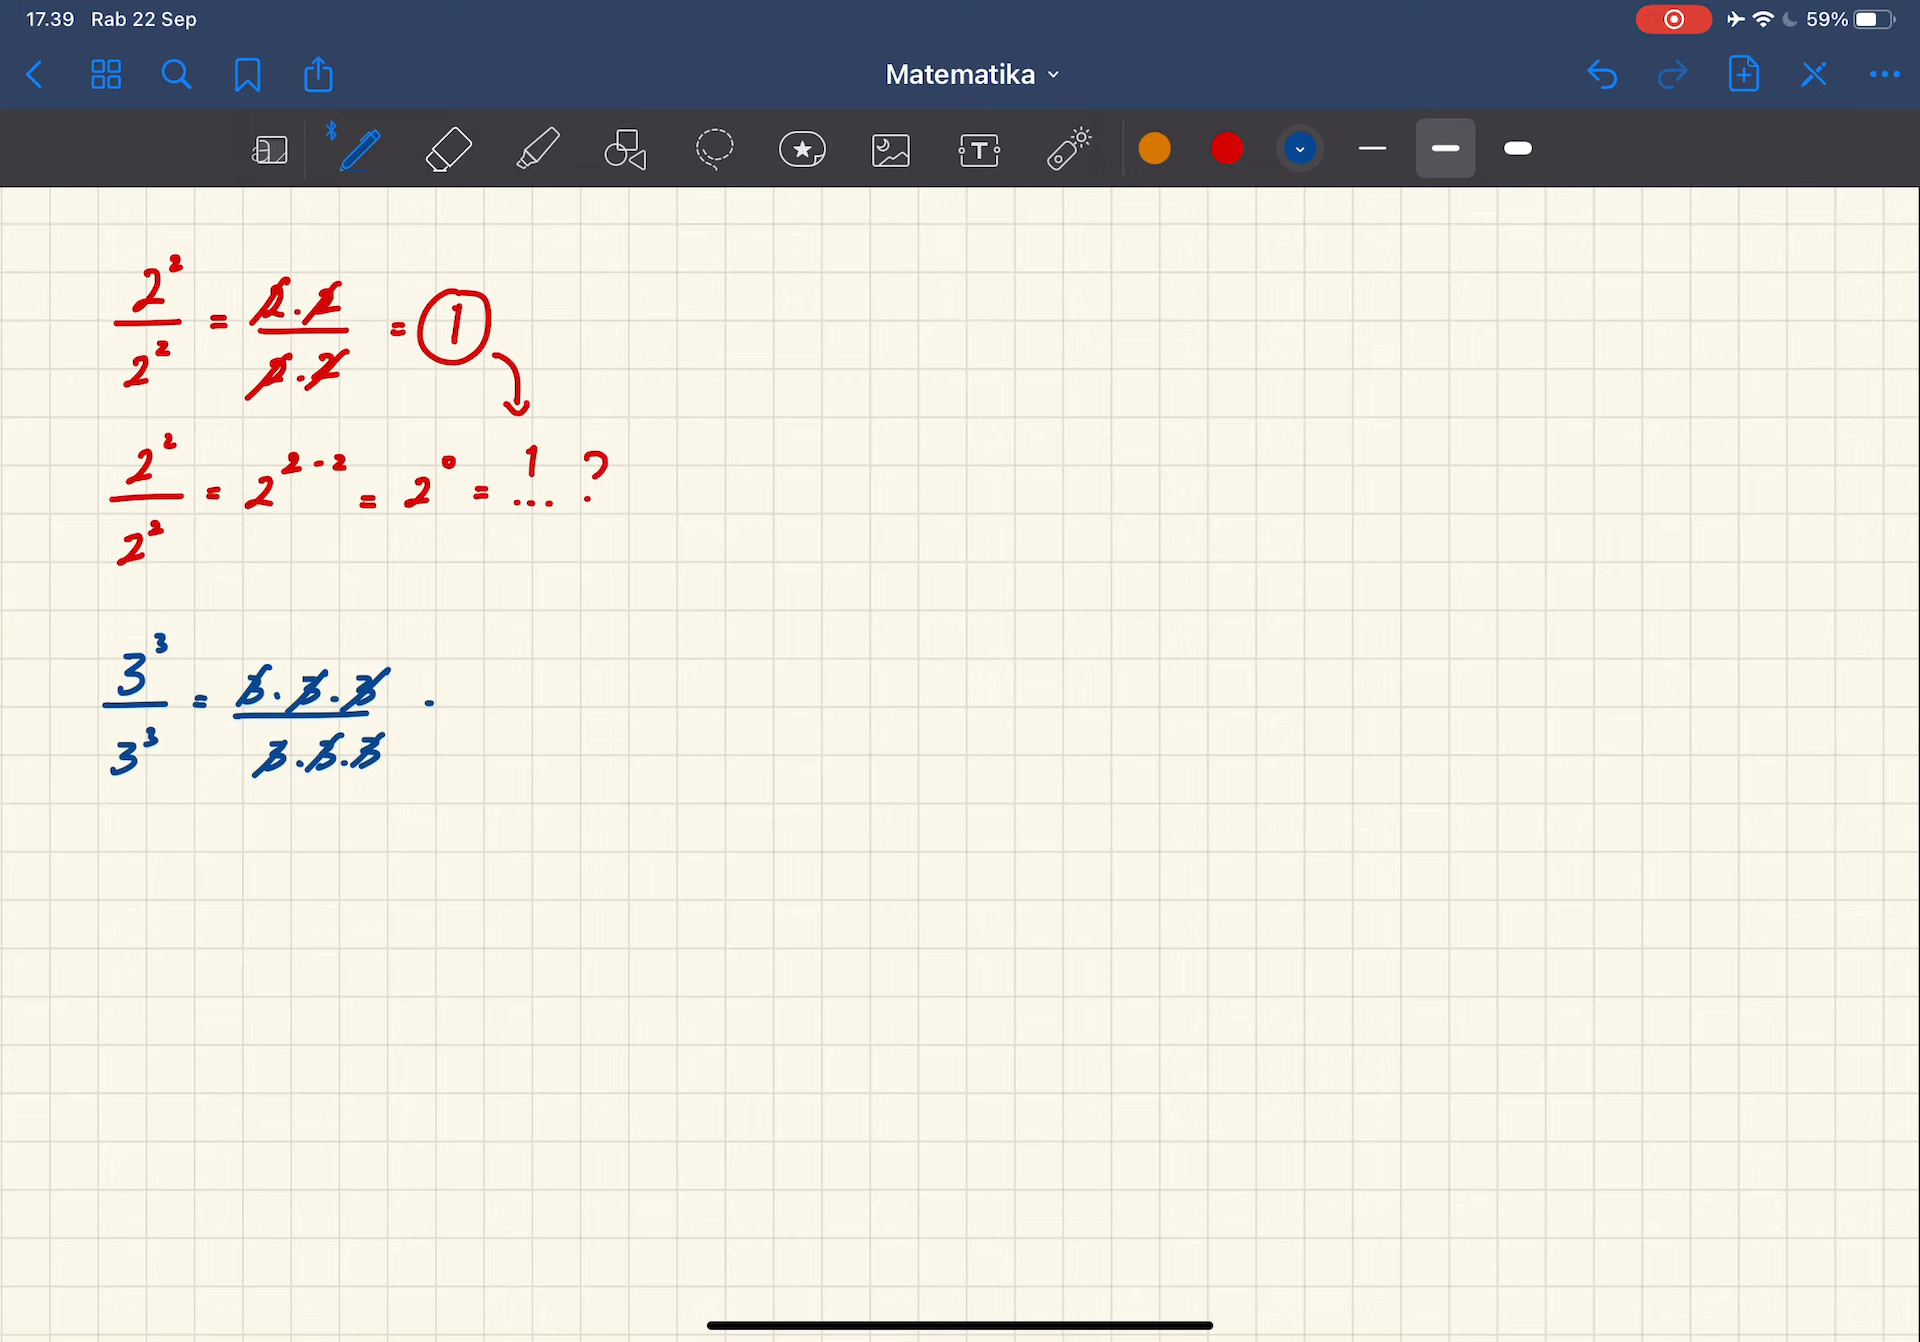 17.39 Rab 22 Sep 59%
Matematika
T
2² / 2² = 2 . 2 / 2 . 2 = 1
2² / 2² = 2²⁻² = 2⁰ = 1 ... ?
3³ / 3³ = 3 . 3 . 3 / 3 . 3 . 3 -